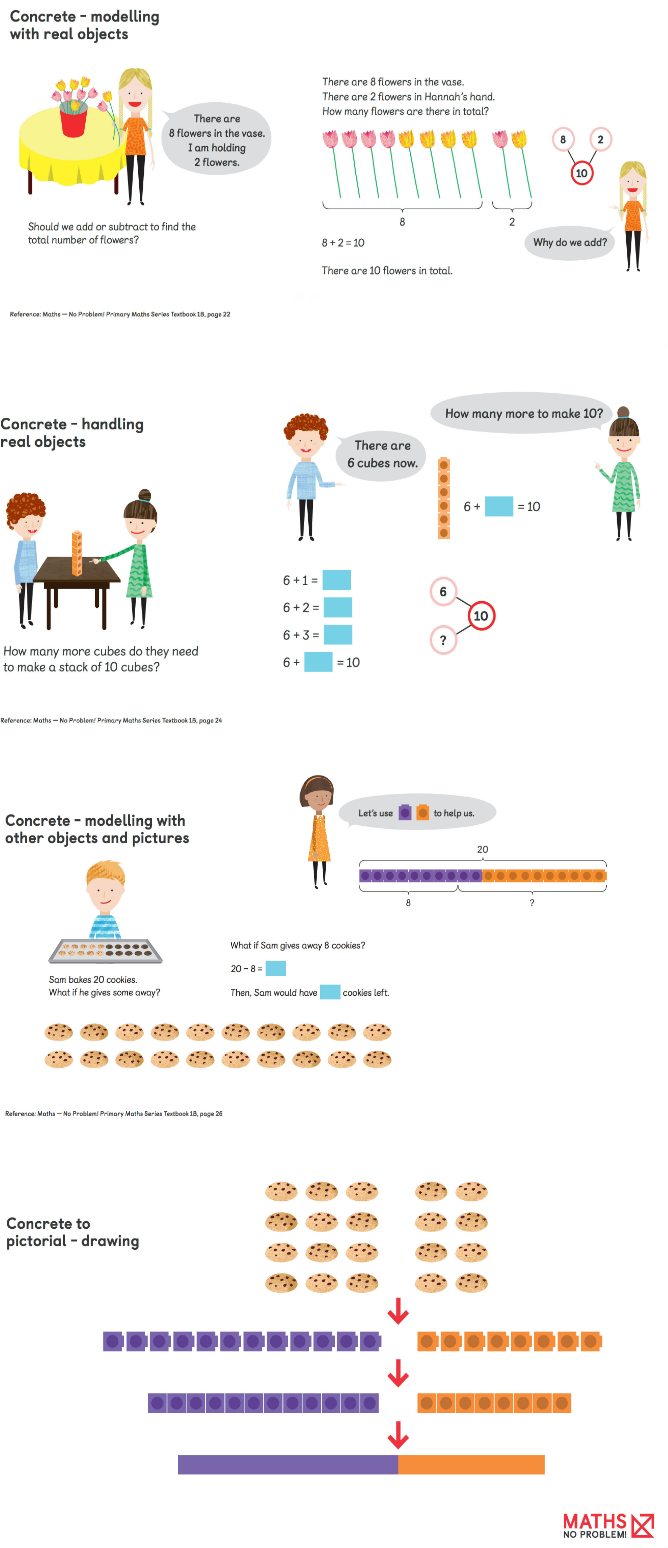 Concrete - modelling
with real objects
There are
8 flowers in the vase.
I am holding
2 flowers.
Should we add or subtract to find the
total number of flowers?
There are 8 flowers in the vase.
There are 2 flowers in Hannah's hand.
How many flowers are there in total?
8
2
8 + 2 = 10
There are 10 flowers in total.
8 2
10
Why do we add?
Reference: Maths — No Problem! Primary Maths Series Textbook 1B, page 22
Concrete - handling
real objects
How many more cubes do they need
to make a stack of 10 cubes?
There are
6 cubes now.
How many more to make 10?
6 + = 10
6 + 1 =
6 + 2 =
6 + 3 =
6 + = 10
6
10
?
Reference: Maths — No Problem! Primary Maths Series Textbook 1B, page 24
Concrete - modelling with
other objects and pictures
Sam bakes 20 cookies.
What if he gives some away?
Let's use to help us.
20
8 ?
What if Sam gives away 8 cookies?
20 – 8 =
Then, Sam would have cookies left.
Reference: Maths — No Problem! Primary Maths Series Textbook 1B, page 26
Concrete to
pictorial - drawing
MATHS
NO PROBLEM!